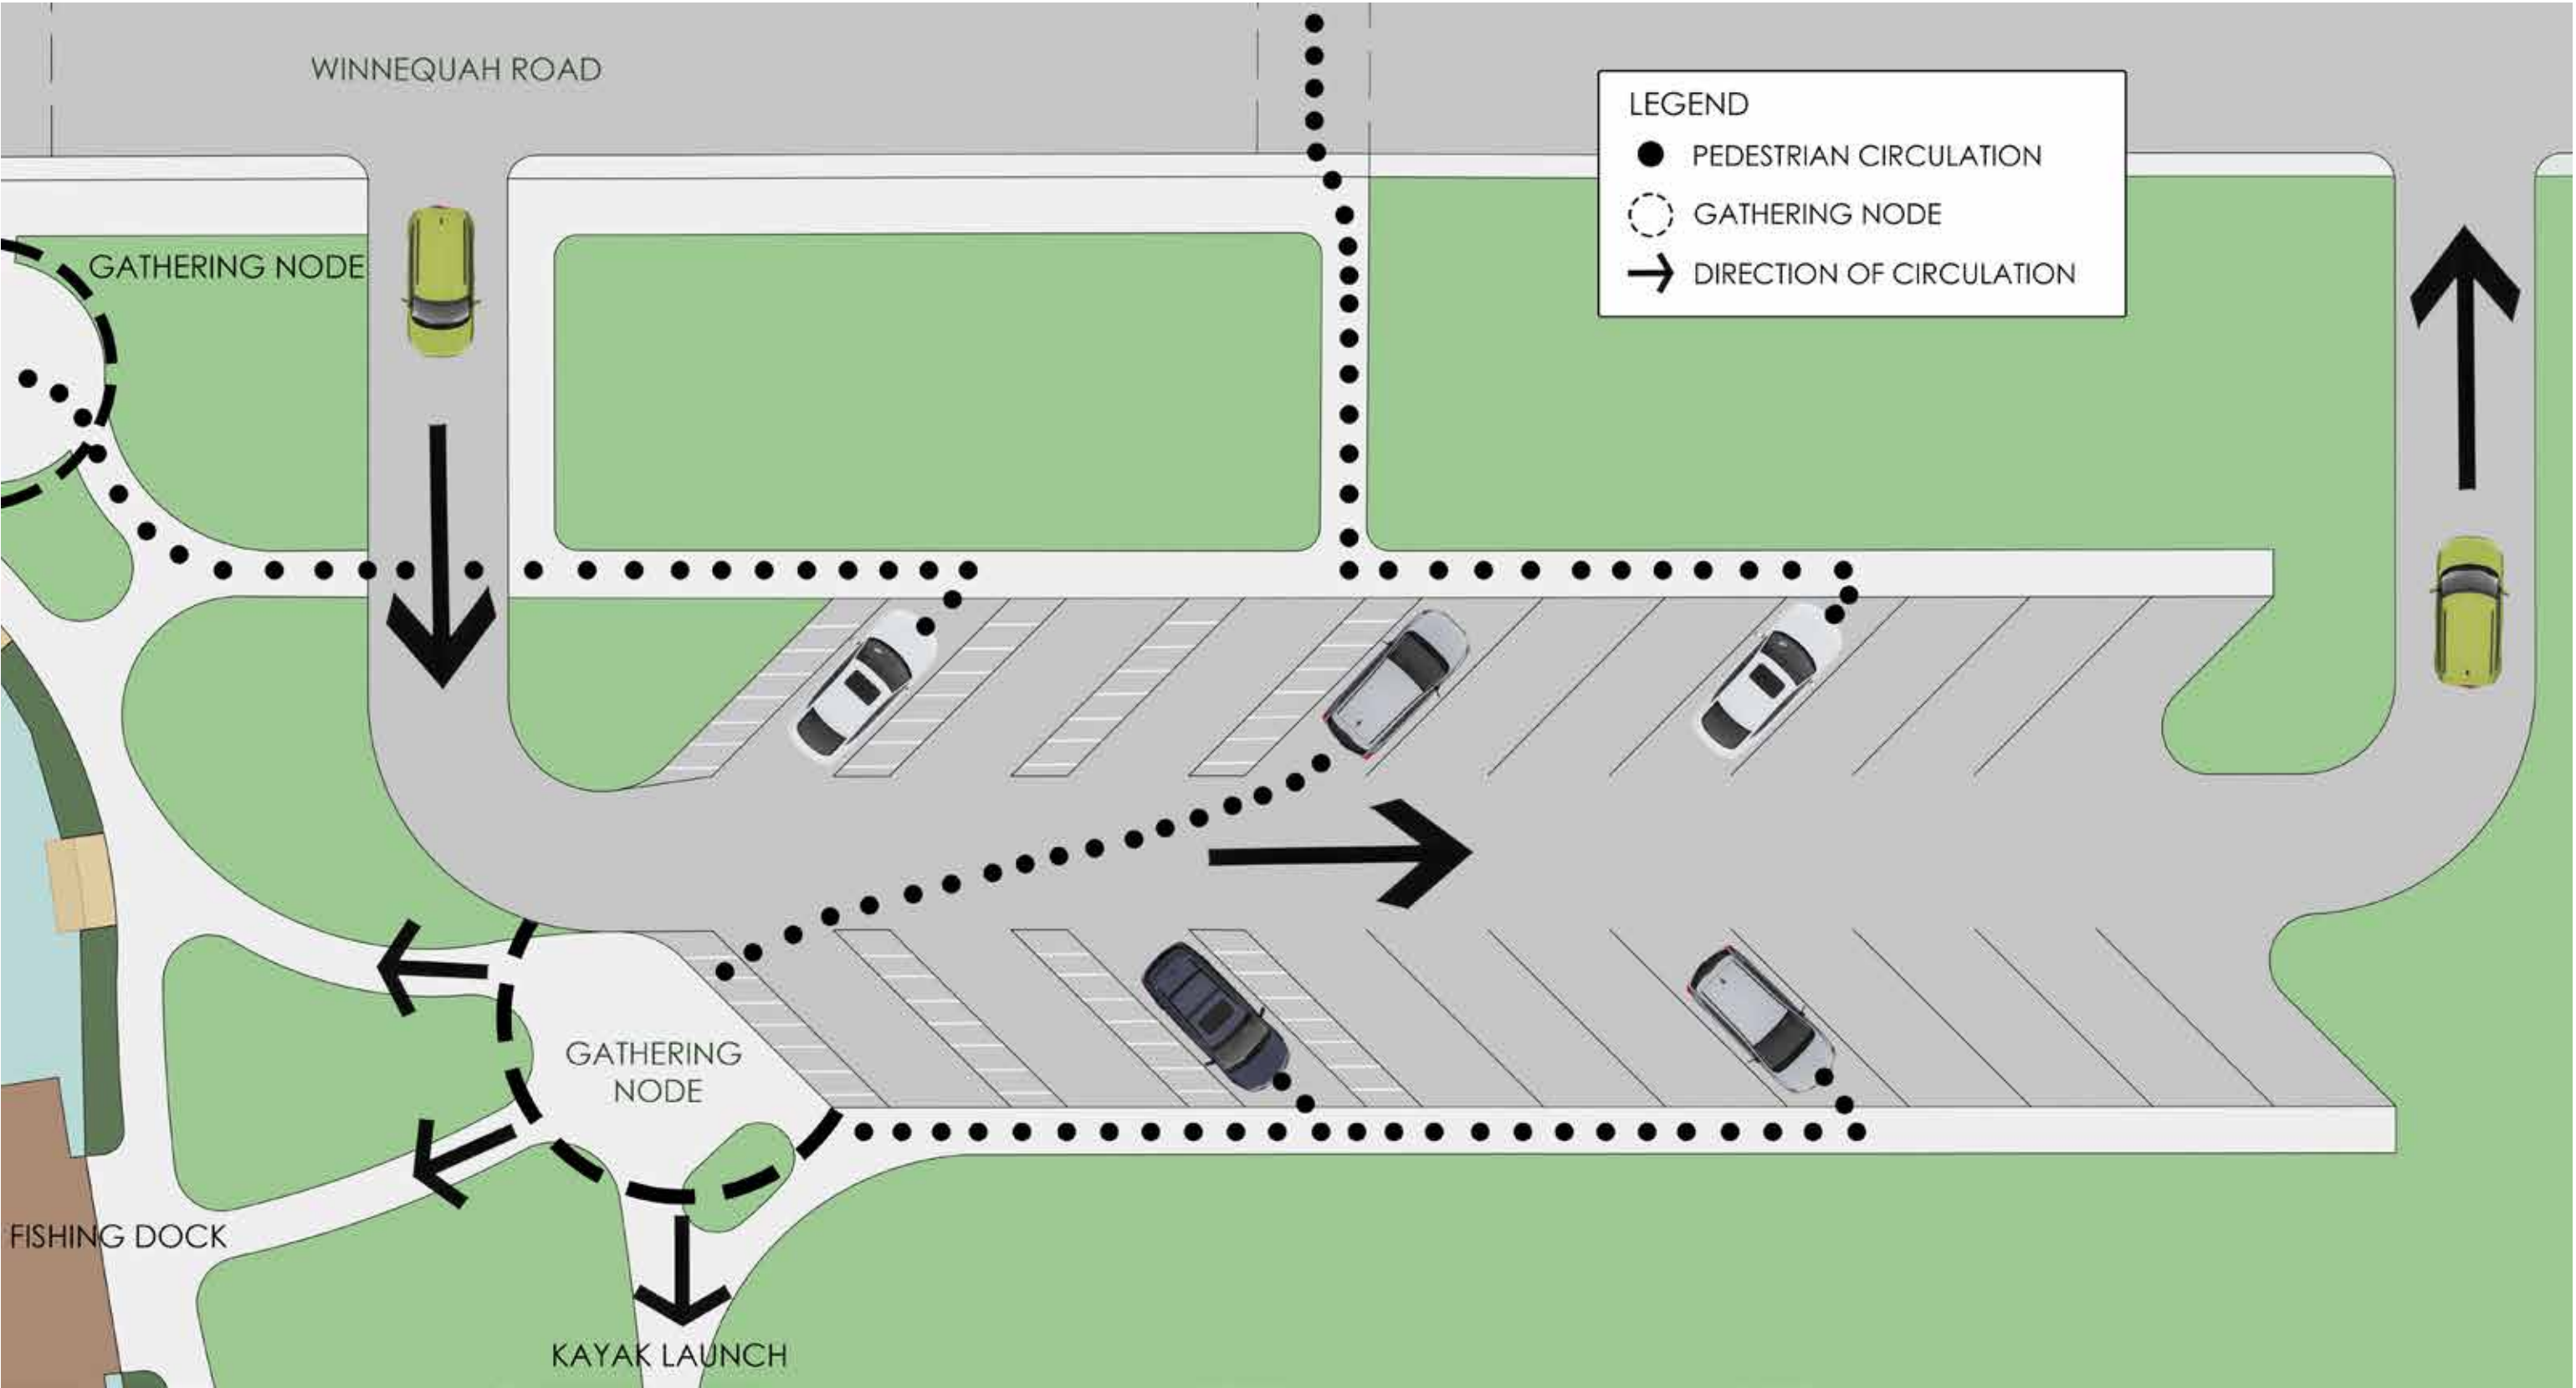 WINNEQUAH ROAD
LEGEND
PEDESTRIAN CIRCULATION
GATHERING NODE
DIRECTION OF CIRCULATION
GATHERING NODE
GATHERING
NODE
FISHING DOCK
KAYAK LAUNCH